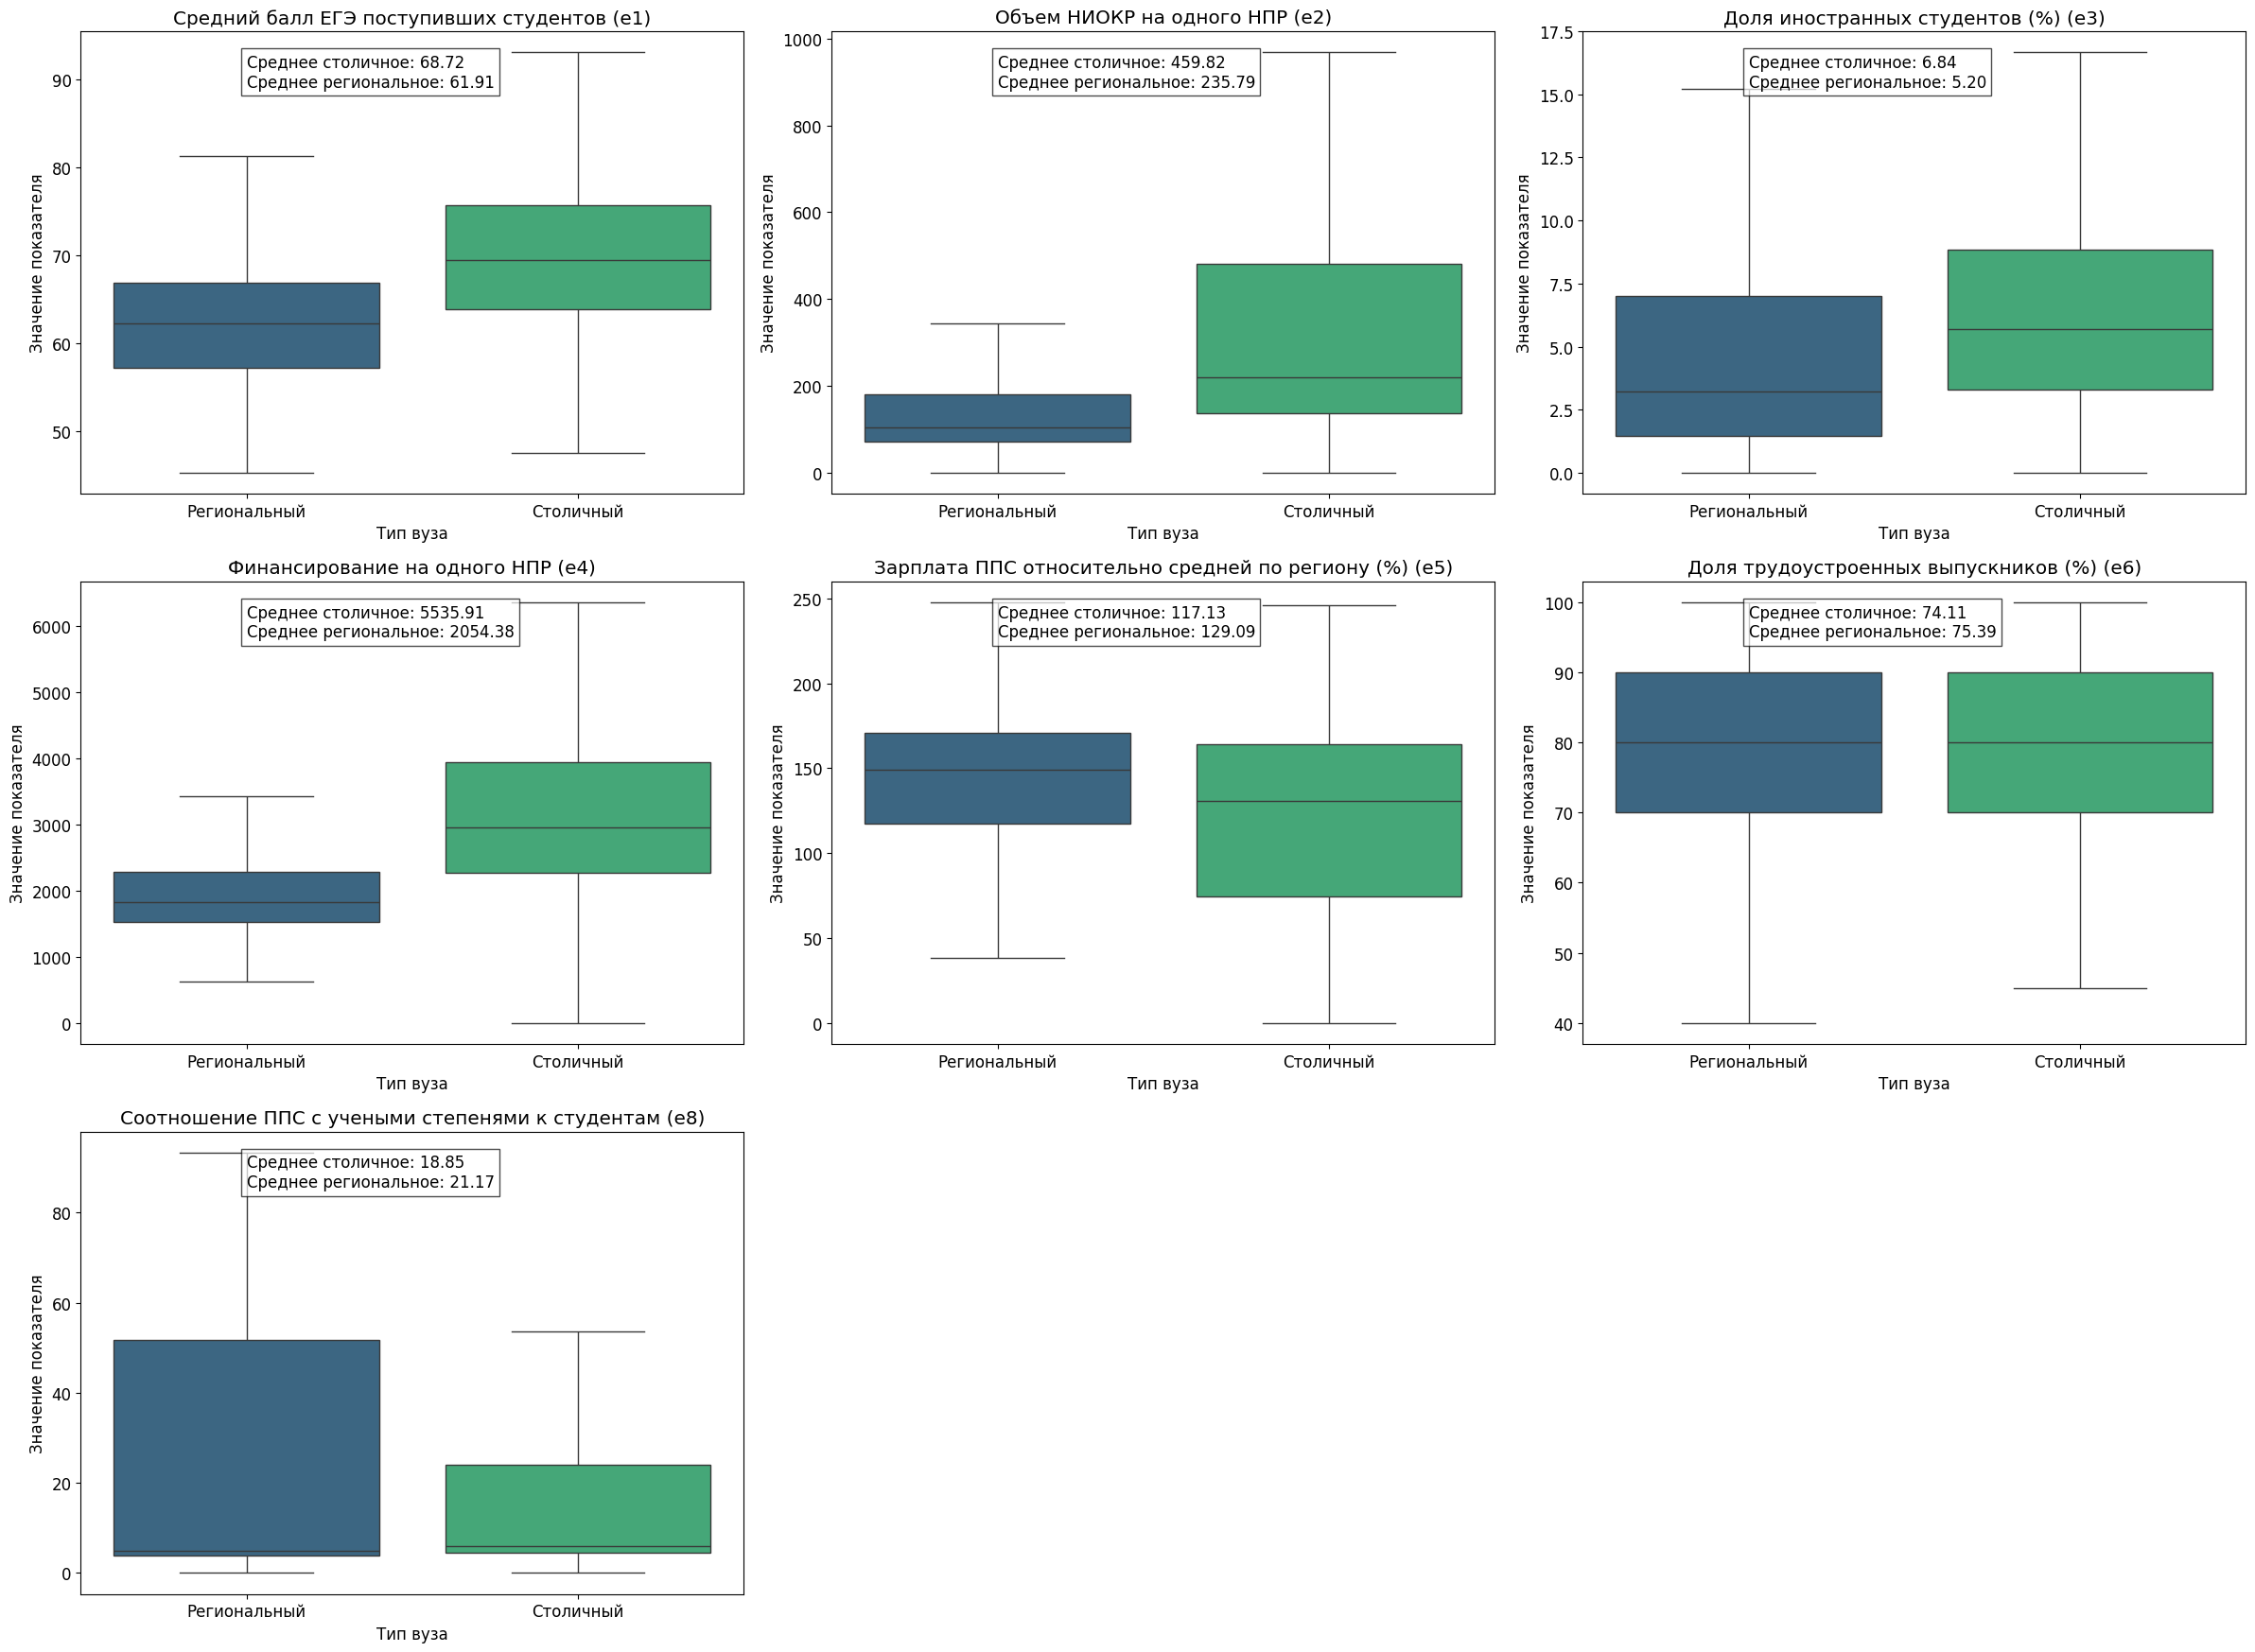 Средний балл ЕГЭ поступивших студентов (e1)
Среднее столичное: 68.72
Среднее региональное: 61.91
90
80
70
60
50
Значение показателя
Региональный
Столичный
Тип вуза
Объем НИОКР на одного НПР (e2)
Среднее столичное: 459.82
Среднее региональное: 235.79
1000
800
600
400
200
0
Значение показателя
Региональный
Столичный
Тип вуза
Доля иностранных студентов (%) (e3)
Среднее столичное: 6.84
Среднее региональное: 5.20
17.5
15.0
12.5
10.0
7.5
5.0
2.5
0.0
Значение показателя
Региональный
Столичный
Тип вуза
Финансирование на одного НПР (e4)
Среднее столичное: 5535.91
Среднее региональное: 2054.38
6000
5000
4000
3000
2000
1000
0
Значение показателя
Региональный
Столичный
Тип вуза
Зарплата ППС относительно средней по региону (%) (e5)
Среднее столичное: 117.13
Среднее региональное: 129.09
250
200
150
100
50
0
Значение показателя
Региональный
Столичный
Тип вуза
Доля трудоустроенных выпускников (%) (e6)
Среднее столичное: 74.11
Среднее региональное: 75.39
100
90
80
70
60
50
40
Значение показателя
Региональный
Столичный
Тип вуза
Соотношение ППС с учеными степенями к студентам (e8)
Среднее столичное: 18.85
Среднее региональное: 21.17
80
60
40
20
0
Значение показателя
Региональный
Столичный
Тип вуза